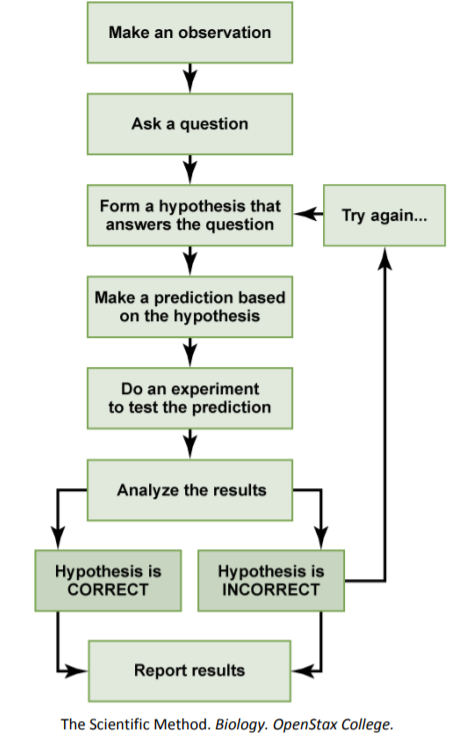 Make an observation
Ask a question
Form a hypothesis that
answers the question
Try again...
Make a prediction based
on the hypothesis
Do an experiment
to test the prediction
Analyze the results
Hypothesis is
CORRECT
Hypothesis is
INCORRECT
Report results
The Scientific Method. Biology. OpenStax College.